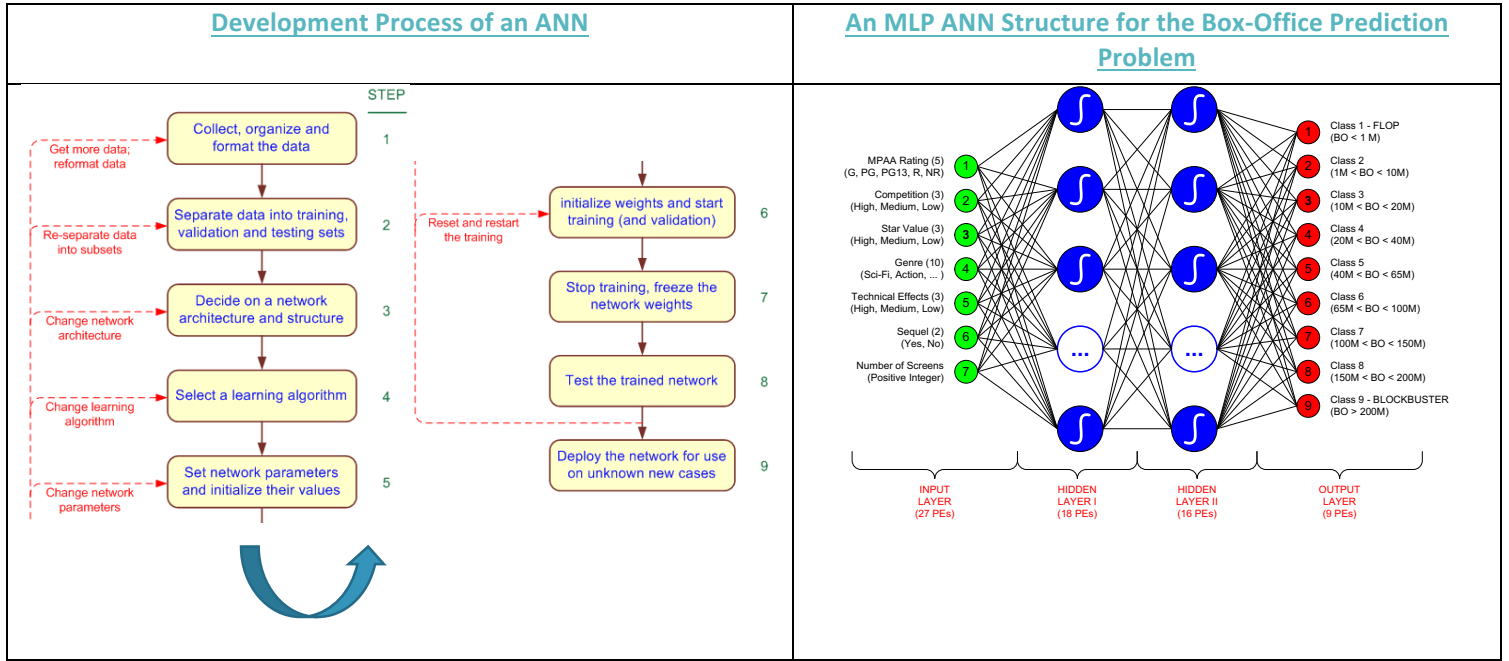 Development Process of an ANN
An MLP ANN Structure for the Box-Office Prediction
Problem
STEP
Collect, organize and
format the data
1
Get more data;
reformat data
Separate data into training,
validation and testing sets
2
Re-separate data
into subsets
Decide on a network
architecture and structure
3
Change network
architecture
Select a learning algorithm
4
Change learning
algorithm
Set network parameters
and initialize their values
5
Change network
parameters
initialize weights and start
training (and validation)
6
Reset and restart
the training
Stop training, freeze the
network weights
7
Test the trained network
8
Deploy the network for use
on unknown new cases
9
MPAA Rating (5)
(G, PG, PG13, R, NR)
1
Competition (3)
(High, Medium, Low)
2
Star Value (3)
(High, Medium, Low)
3
Genre (10)
(Sci-Fi, Action, ... )
4
Technical Effects (3)
(High, Medium, Low)
5
Sequel (2)
(Yes, No)
6
Number of Screens
(Positive Integer)
7
∫
∫
∫
...
∫
∫
∫
∫
...
∫
1
Class 1 - FLOP
(BO < 1 M)
2
Class 2
(1M < BO < 10M)
3
Class 3
(10M < BO < 20M)
4
Class 4
(20M < BO < 40M)
5
Class 5
(40M < BO < 65M)
6
Class 6
(65M < BO < 100M)
7
Class 7
(100M < BO < 150M)
8
Class 8
(150M < BO < 200M)
9
Class 9 - BLOCKBUSTER
(BO > 200M)
INPUT
LAYER
(27 PEs)
HIDDEN
LAYER I
(18 PEs)
HIDDEN
LAYER II
(16 PEs)
OUTPUT
LAYER
(9 PEs)